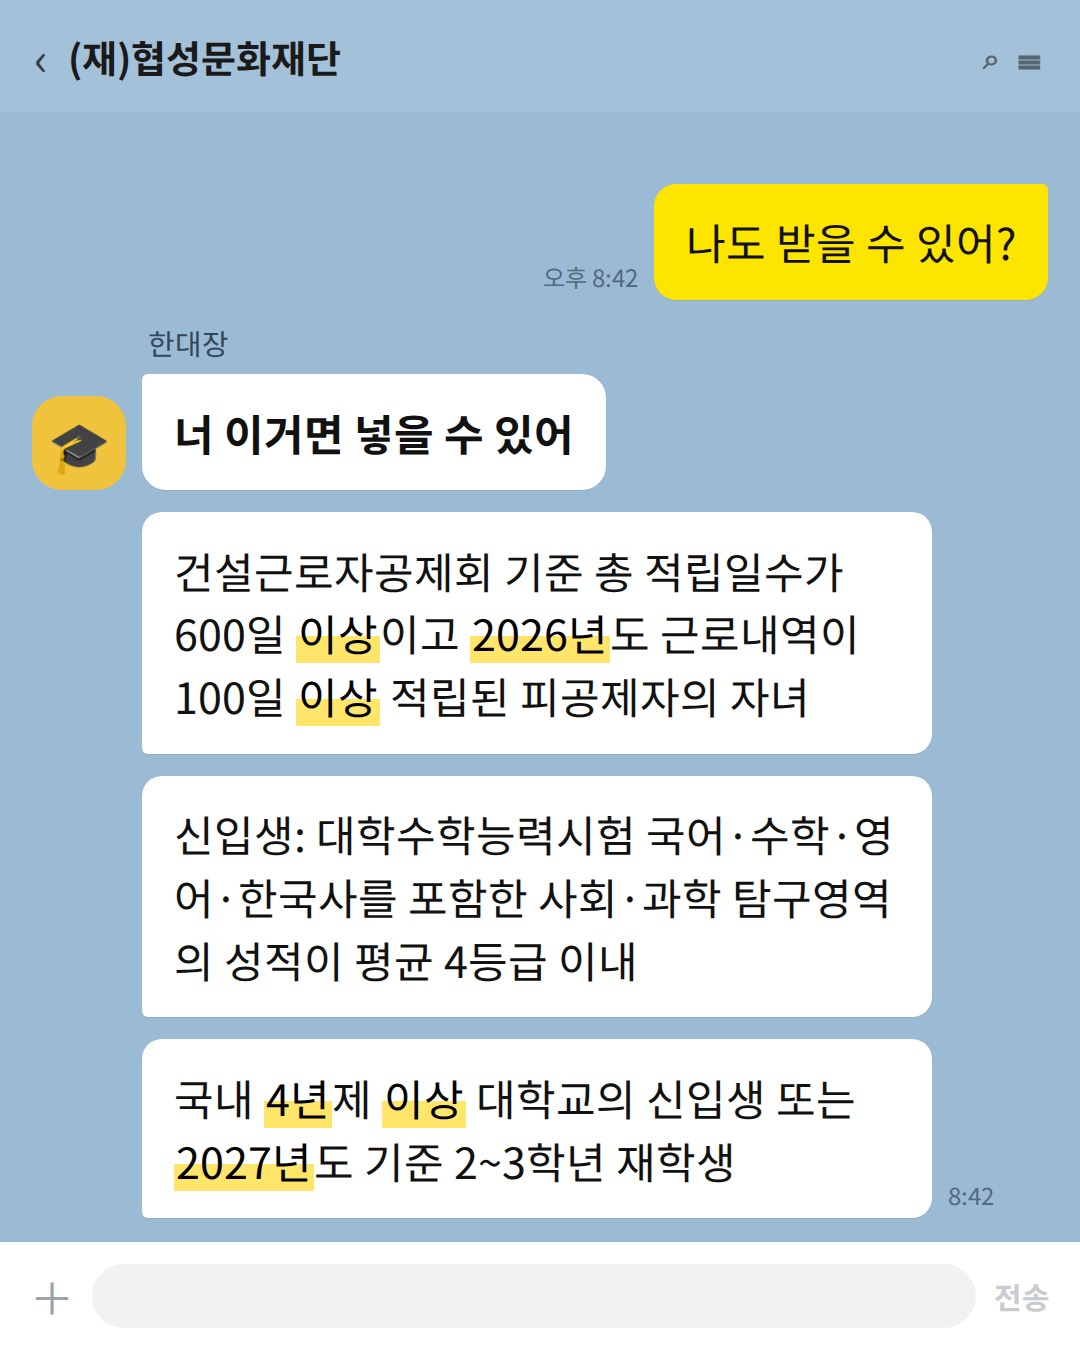 (재)협성문화재단
나도 받을 수 있어?
오후 8:42
한대장
너 이거면 넣을 수 있어
건설근로자공제회 기준 총 적립일수가
600일 이상이고 2026년도 근로내역이
100일 이상 적립된 피공제자의 자녀
신입생: 대학수학능력시험 국어·수학·영
어·한국사를 포함한 사회·과학 탐구영역
의 성적이 평균 4등급 이내
국내 4년제 이상 대학교의 신입생 또는
2027년도 기준 2~3학년 재학생
8:42
전송